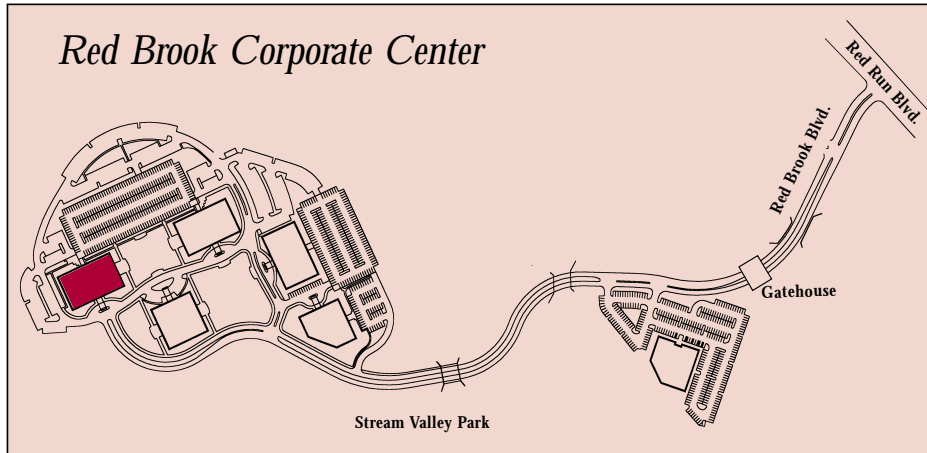 Red Brook Corporate Center
Red Run Blvd.
Red Brook Blvd.
Gatehouse
Stream Valley Park